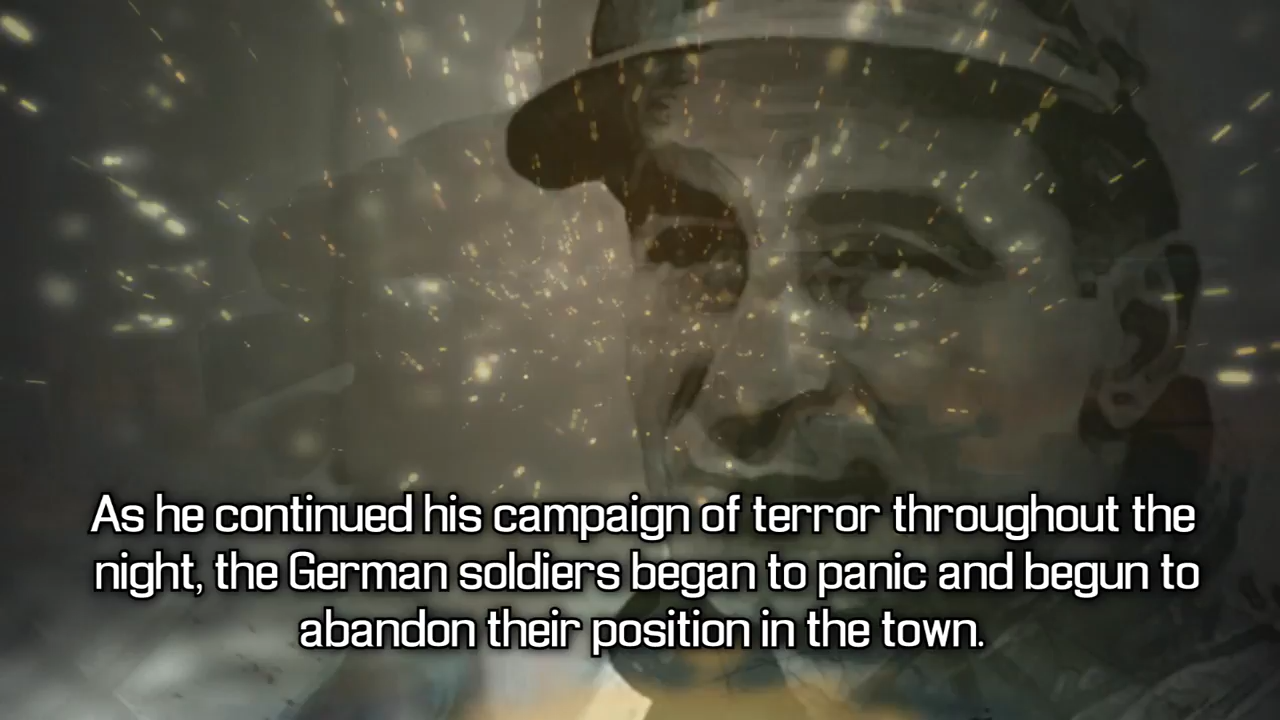 As he continued his campaign of terror throughout the
night, the German soldiers began to panic and begun to
abandon their position in the town.